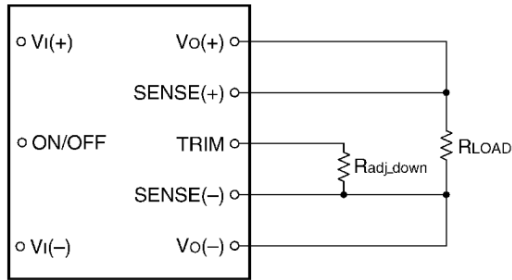 VI(+)
VO(+)
SENSE(+)
ON/OFF
TRIM
Radj_down
RLOAD
SENSE(–)
VI(–)
VO(–)